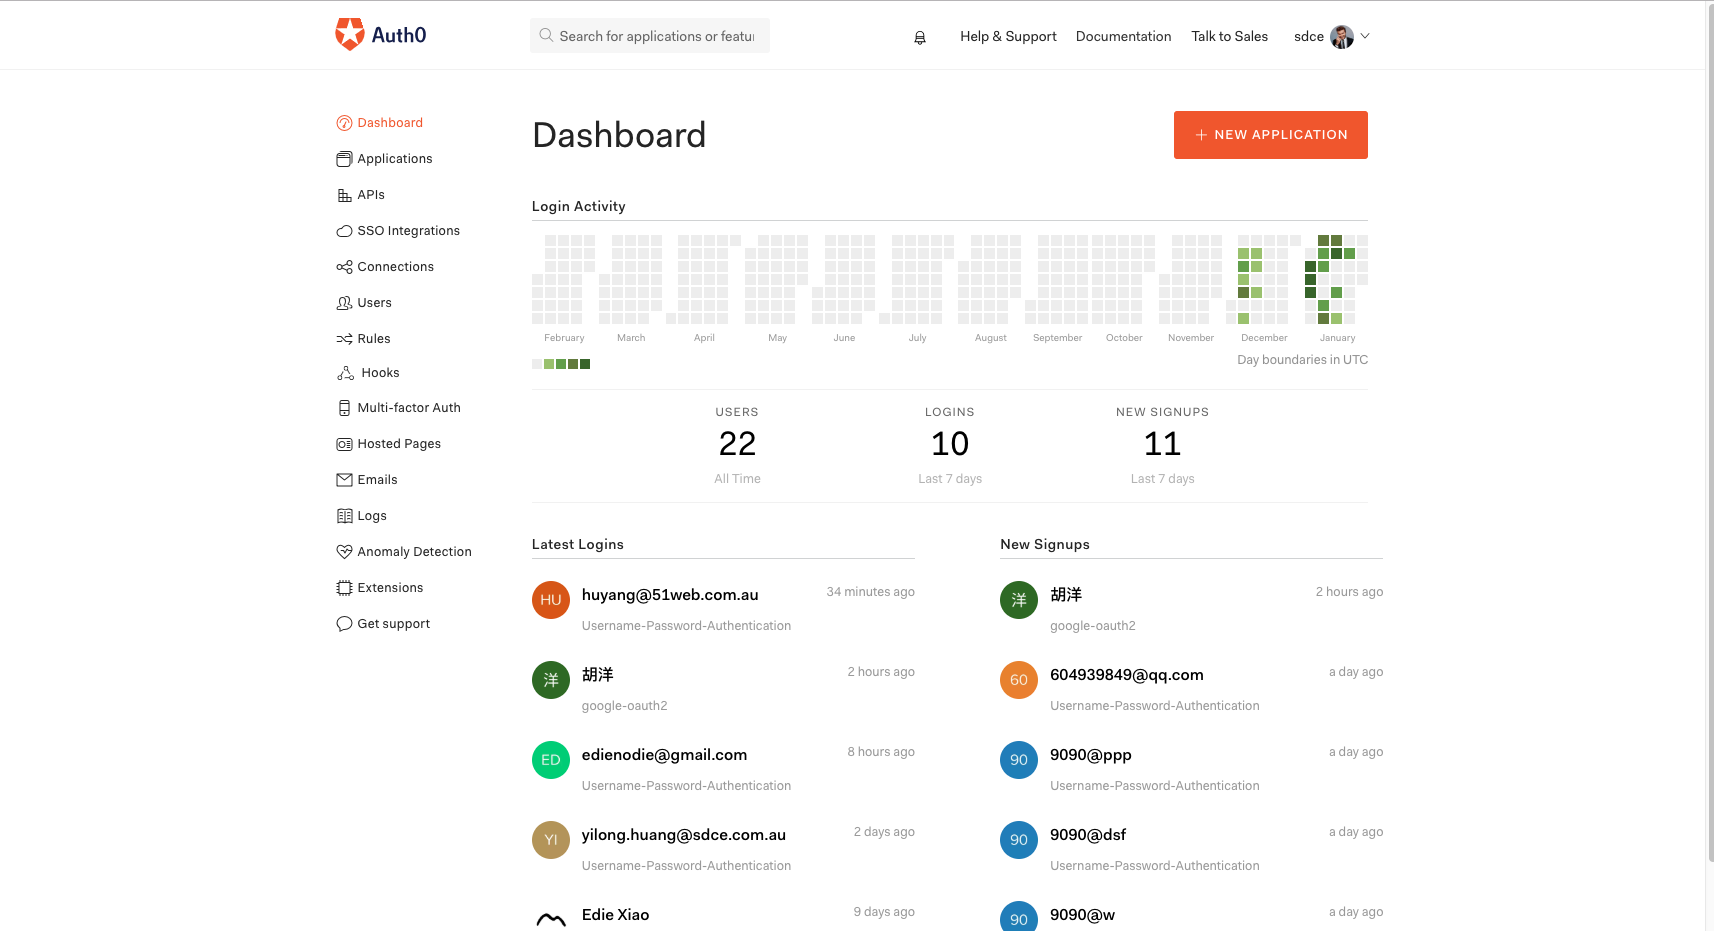 Auth0
Search for applications or featu
Help & Support
Documentation
Talk to Sales
sdce
Dashboard
Applications
APIs
SSO Integrations
Connections
Users
Rules
Hooks
Multi-factor Auth
Hosted Pages
Emails
Logs
Anomaly Detection
Extensions
Get support
Dashboard
NEW APPLICATION
Login Activity
February March April May June July August September October November December January
Day boundaries in UTC
USERS
22
All Time
LOGINS
10
Last 7 days
NEW SIGNUPS
11
Last 7 days
Latest Logins
HU
huyang@51web.com.au
34 minutes ago
Username-Password-Authentication
洋
胡洋
2 hours ago
google-oauth2
ED
edienodie@gmail.com
8 hours ago
Username-Password-Authentication
YI
yilong.huang@sdce.com.au
2 days ago
Username-Password-Authentication
Edie Xiao
9 days ago
New Signups
洋
胡洋
2 hours ago
google-oauth2
60
604939849@qq.com
a day ago
Username-Password-Authentication
90
9090@ppp
a day ago
Username-Password-Authentication
90
9090@dsf
a day ago
Username-Password-Authentication
90
9090@w
a day ago